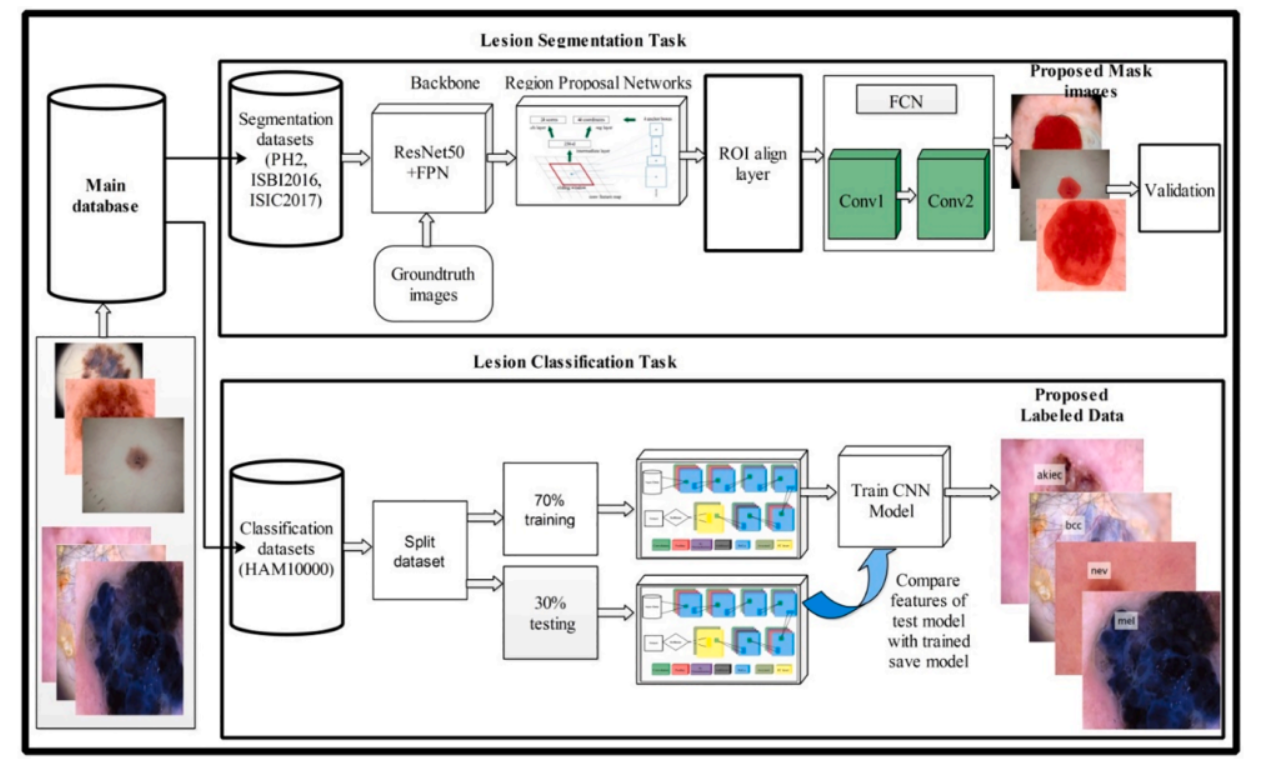 Lesion Segmentation Task
Main
database
Segmentation
datasets
(PH2,
ISBI2016,
ISIC2017)
Backbone
ResNet50
+FPN
Groundtruth
images
Region Proposal Networks
ROI align
layer
FCN
Conv1
Conv2
Proposed Mask
images
Validation
Lesion Classification Task
Classification
datasets
(HAM10000)
Split
dataset
70%
training
30%
testing
Train CNN
Model
Compare
features of
test model
with trained
save model
Proposed
Labeled Data
akiec
bcc
nev
mel